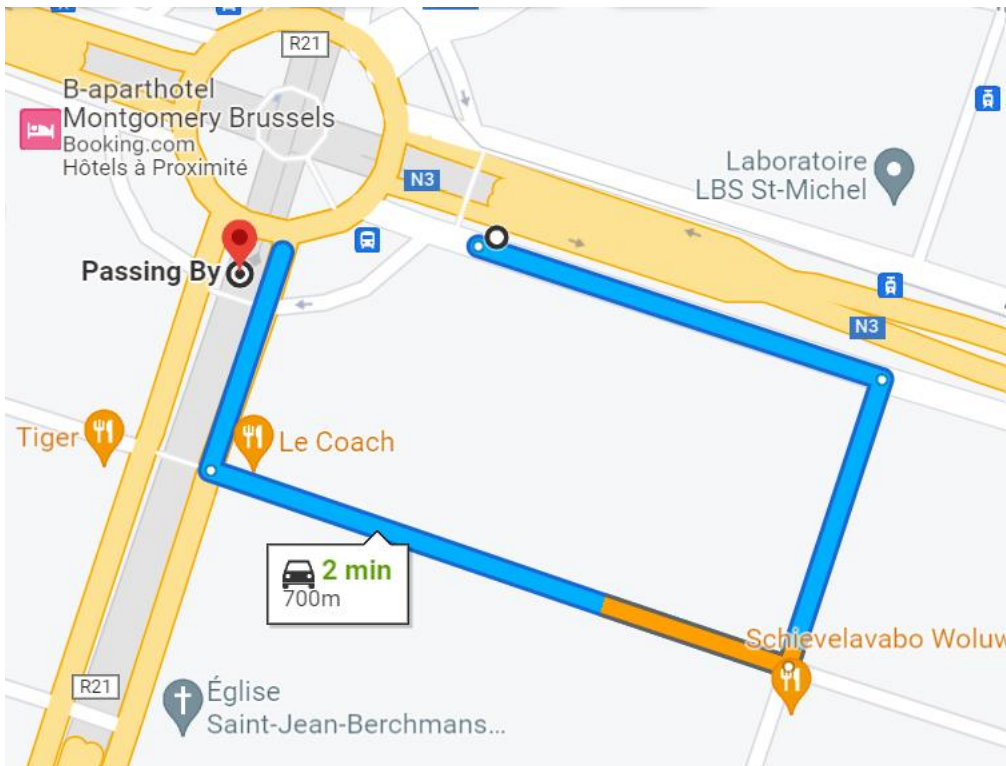 R21
B-aparthotel
Montgomery Brussels
Booking.com
Hôtels à Proximité
N3
Laboratoire
LBS St-Michel
Passing By
N3
Tiger
Le Coach
2 min
700m
Schievelavabo Woluw
R21
Église
Saint-Jean-Berchmans...